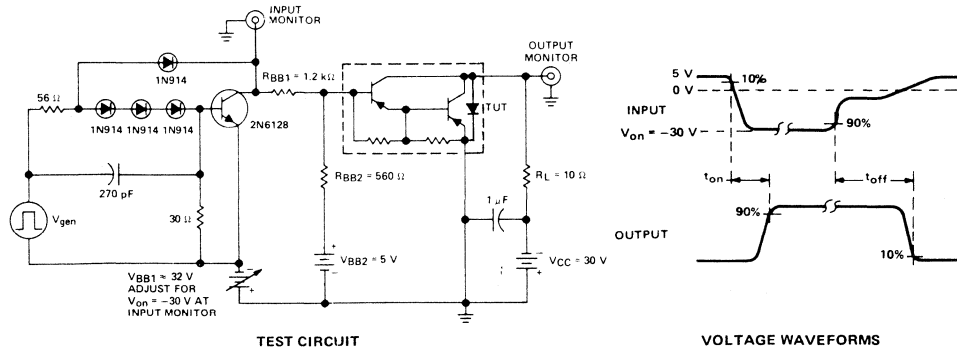 INPUT
MONITOR
OUTPUT
MONITOR
1N914
RBB1 = 1.2 kΩ
56 Ω
1N914 1N914 1N914
2N6128
TUT
270 pF
RBB2 = 560 Ω
RL = 10 Ω
1 μF
Vgen
30 Ω
VBB1 ≈ 32 V
ADJUST FOR
Von = −30 V AT
INPUT MONITOR
VBB2 = 5 V
VCC = 30 V
TEST CIRCUIT
5 V
10%
0 V
INPUT
Von = −30 V
90%
ton
toff
90%
OUTPUT
10%
VOLTAGE WAVEFORMS